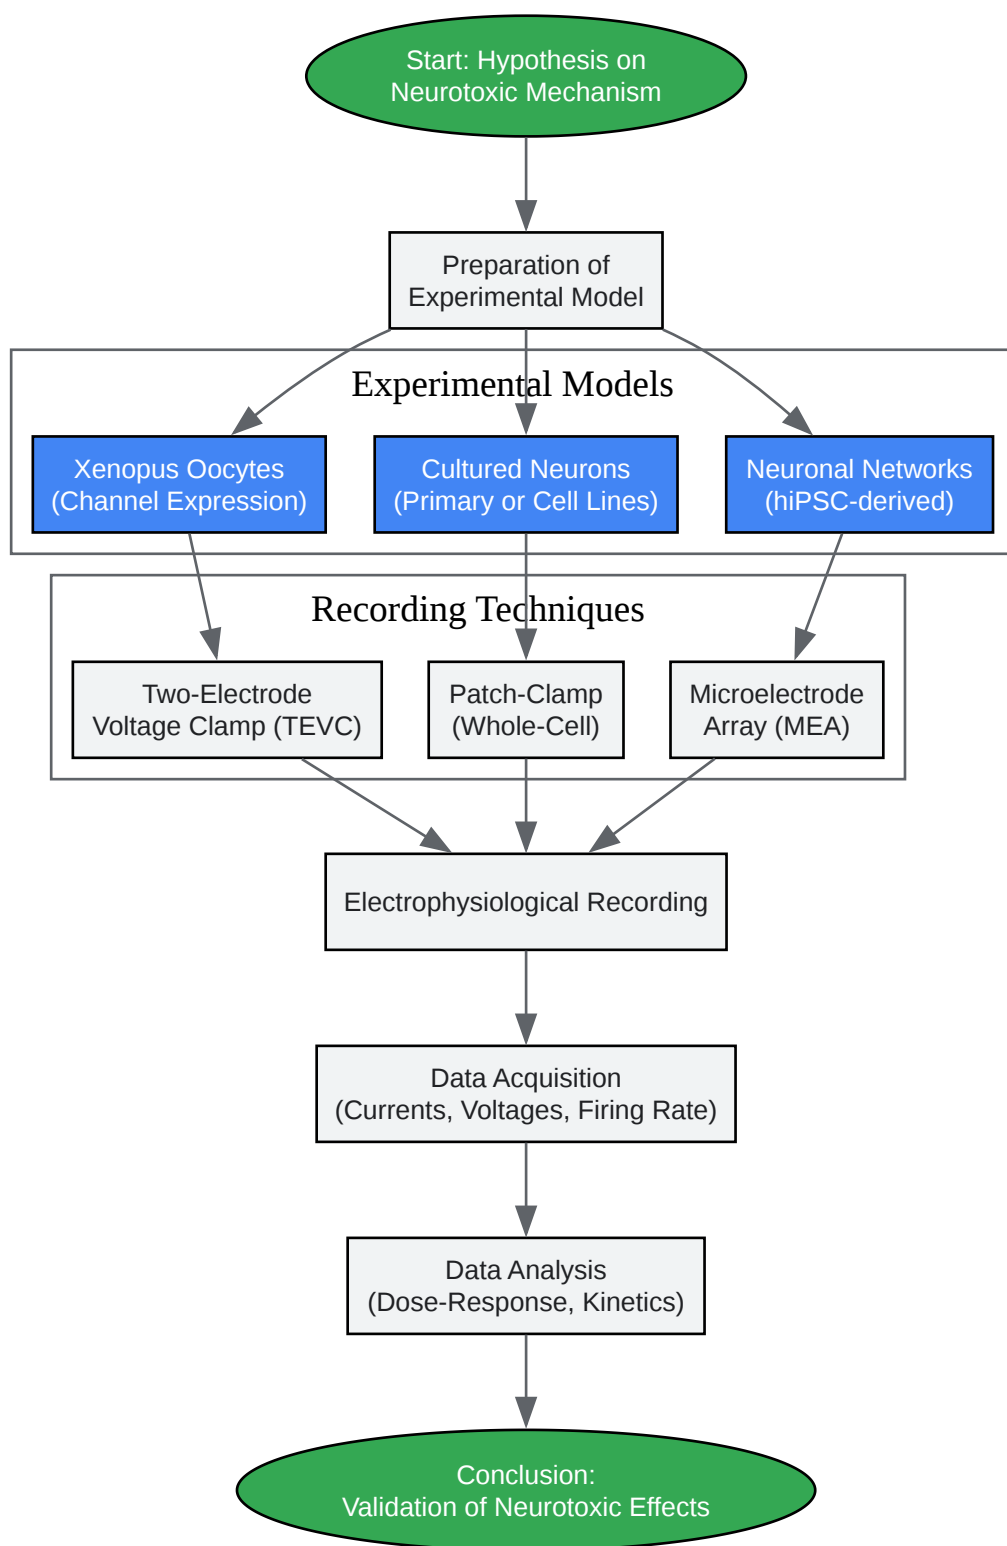 Start: Hypothesis on
Neurotoxic Mechanism
Preparation of
Experimental Model
Experimental Models
Xenopus Oocytes
(Channel Expression)
Cultured Neurons
(Primary or Cell Lines)
Neuronal Networks
(hiPSC-derived)
Recording Techniques
Two-Electrode
Voltage Clamp (TEVC)
Patch-Clamp
(Whole-Cell)
Microelectrode
Array (MEA)
Electrophysiological Recording
Data Acquisition
(Currents, Voltages, Firing Rate)
Data Analysis
(Dose-Response, Kinetics)
Conclusion:
Validation of Neurotoxic Effects